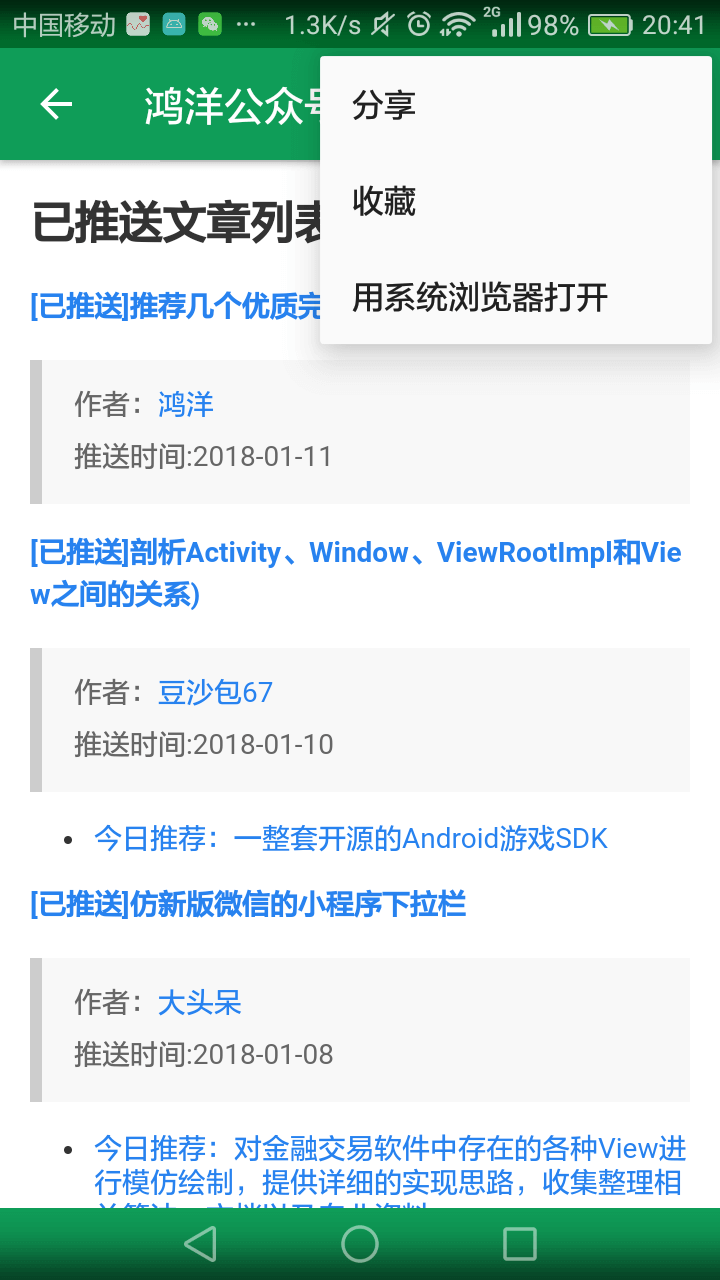 中国移动 ··· 1.3K/s 2G 98% 20:41
鸿洋公众号
分享
收藏
用系统浏览器打开
已推送文章列表
[已推送]推荐几个优质完
作者：鸿洋
推送时间:2018-01-11
[已推送]剖析Activity、Window、ViewRootImpl和Vie
w之间的关系)
作者：豆沙包67
推送时间:2018-01-10
今日推荐：一整套开源的Android游戏SDK
[已推送]仿新版微信的小程序下拉栏
作者：大头呆
推送时间:2018-01-08
今日推荐：对金融交易软件中存在的各种View进
行模仿绘制，提供详细的实现思路，收集整理相